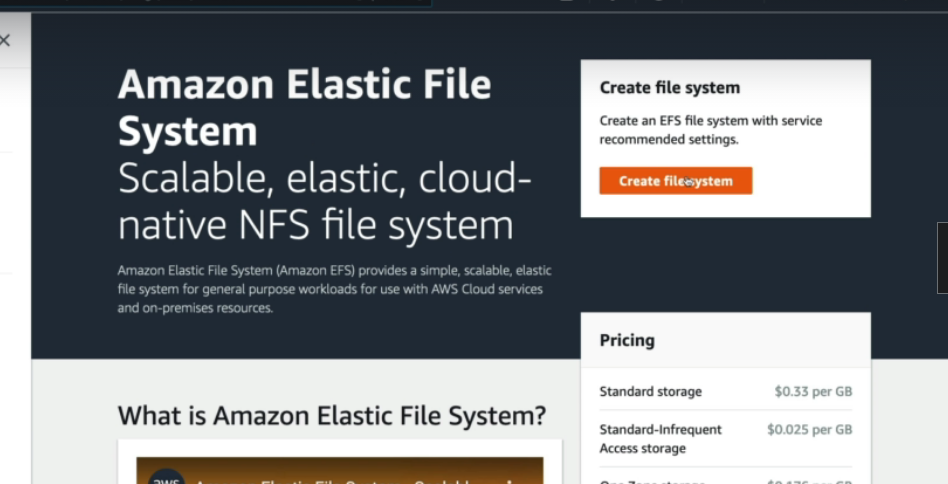 Amazon Elastic File
System
Scalable, elastic, cloud-
native NFS file system
Amazon Elastic File System (Amazon EFS) provides a simple, scalable, elastic
file system for general purpose workloads for use with AWS Cloud services
and on-premises resources.
Create file system
Create an EFS file system with service
recommended settings.
Create file system
Pricing
Standard storage $0.33 per GB
Standard-Infrequent $0.025 per GB
Access storage
What is Amazon Elastic File System?
aws